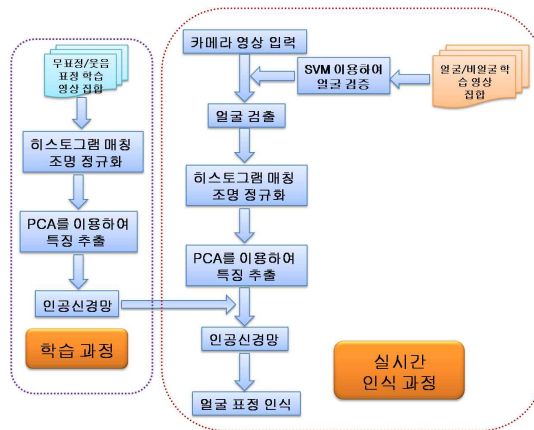 무표정/웃음
표정 학습
영상 집합
히스토그램 매칭
조명 정규화
PCA를 이용하여
특징 추출
인공신경망
학습 과정
카메라 영상 입력
SVM 이용하여
얼굴 검증
얼굴/비얼굴 학
습 영상
집합
얼굴 검출
히스토그램 매칭
조명 정규화
PCA를 이용하여
특징 추출
인공신경망
얼굴 표정 인식
실시간
인식 과정